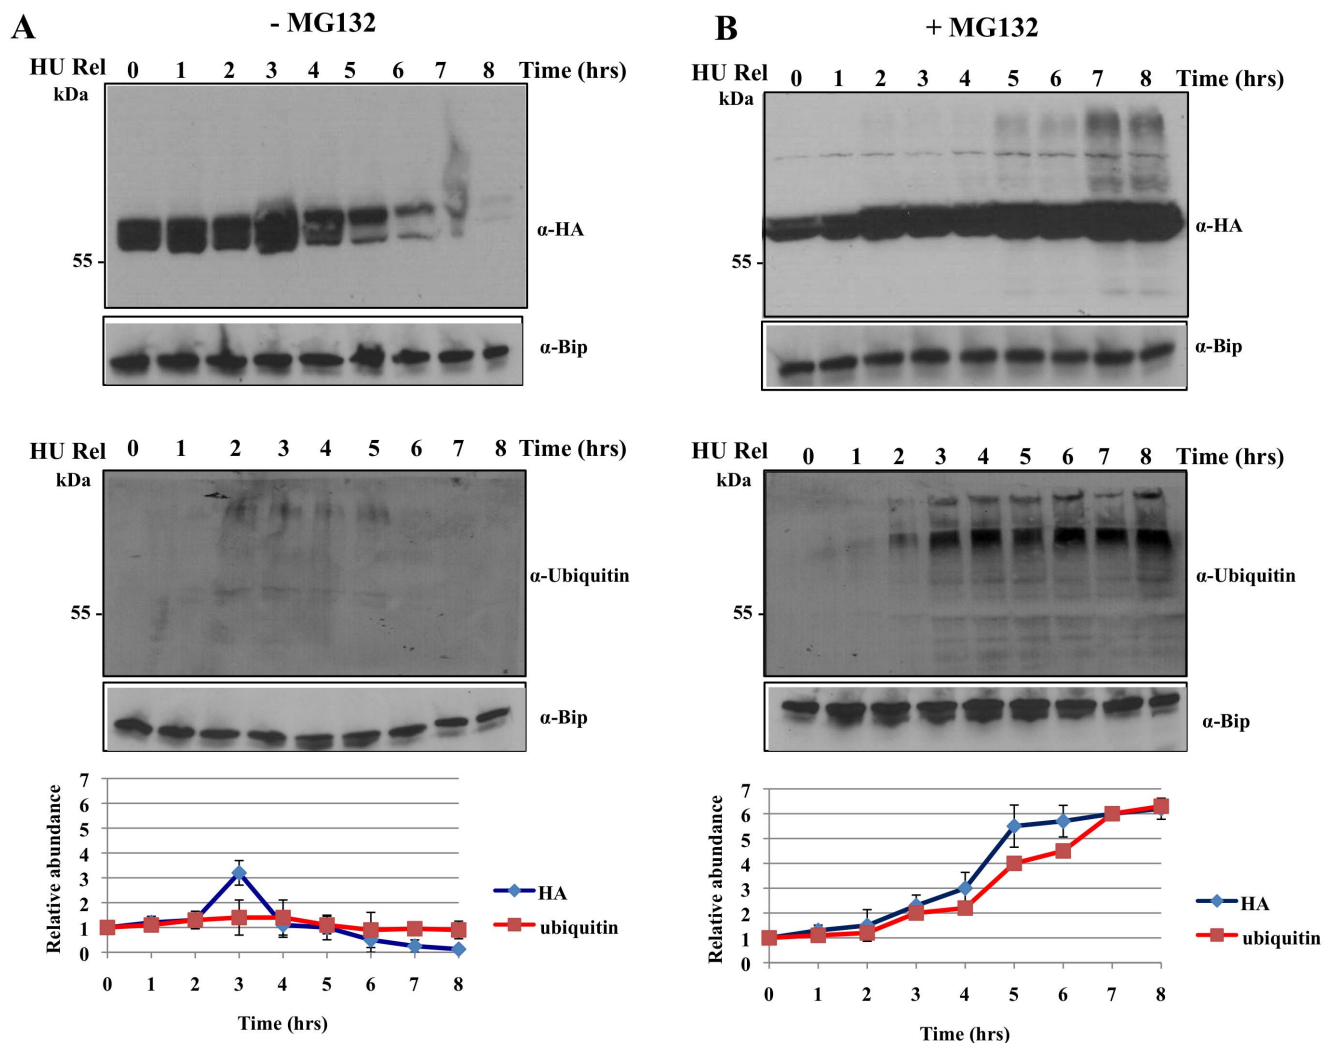 A
- MG132
HU Rel 0 1 2 3 4 5 6 7 8 Time (hrs)
kDa
α-HA
55
α-Bip
HU Rel 0 1 2 3 4 5 6 7 8 Time (hrs)
kDa
α-Ubiquitin
55
α-Bip
7
6
5
4
3
2
1
0
Relative abundance
HA
ubiquitin
0 1 2 3 4 5 6 7 8
Time (hrs)
B
+ MG132
HU Rel 0 1 2 3 4 5 6 7 8 Time (hrs)
kDa
α-HA
55
α-Bip
HU Rel 0 1 2 3 4 5 6 7 8 Time (hrs)
kDa
α-Ubiquitin
55
α-Bip
7
6
5
4
3
2
1
0
Relative abundance
HA
ubiquitin
0 1 2 3 4 5 6 7 8
Time (hrs)